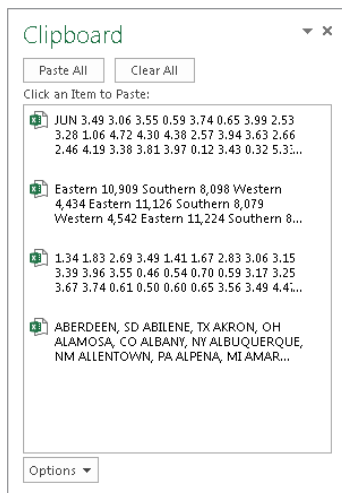 Clipboard
Paste All Clear All
Click an Item to Paste:
JUN 3.49 3.06 3.55 0.59 3.74 0.65 3.99 2.53
3.28 1.06 4.72 4.30 4.38 2.57 3.94 3.63 2.66
2.46 4.19 3.38 3.81 3.97 0.12 3.43 0.32 5.3...
Eastern 10,909 Southern 8,098 Western
4,434 Eastern 11,126 Southern 8,079
Western 4,542 Eastern 11,224 Southern 8...
1.34 1.83 2.69 3.49 1.41 1.67 2.83 3.06 3.15
3.39 3.96 3.55 0.46 0.54 0.70 0.59 3.17 3.25
3.67 3.74 0.61 0.50 0.60 0.65 3.56 3.49 4.4...
ABERDEEN, SD ABILENE, TX AKRON, OH
ALAMOSA, CO ALBANY, NY ALBUQUERQUE,
NM ALLENTOWN, PA ALPENA, MI AMAR...
Options